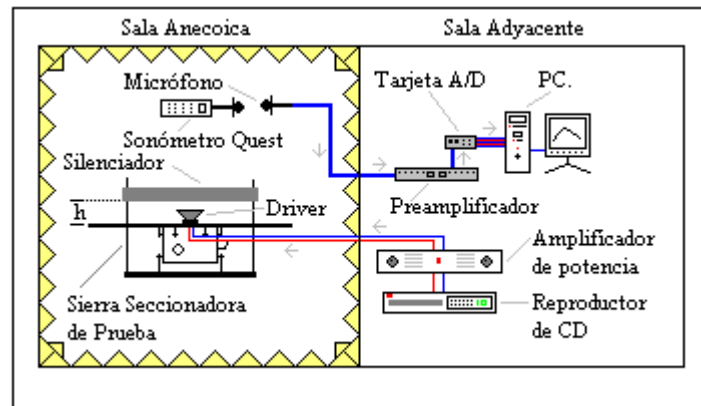 Sala Anecoica
Sala Adyacente
Micrófono
Sonómetro Quest
Silenciador
h
Driver
Sierra Seccionadora
de Prueba
Tarjeta A/D
PC.
Preamplificador
Amplificador
de potencia
Reproductor
de CD